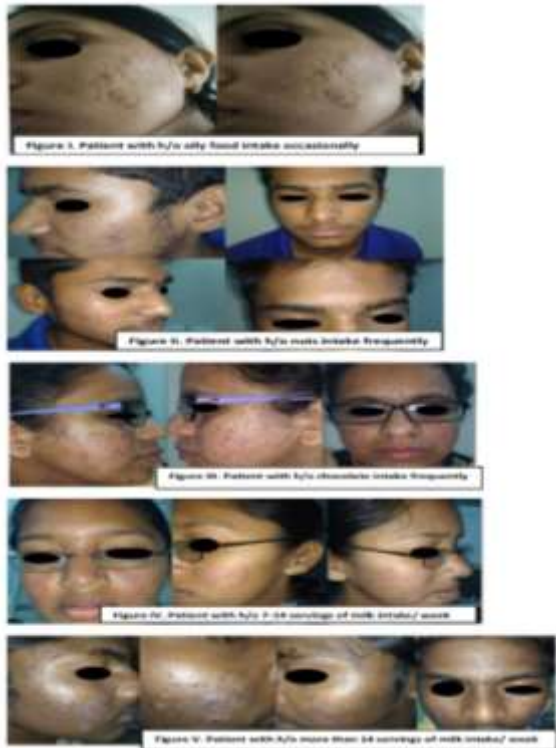 Figure I. Patient with h/o oily food intake occasionally
Figure II. Patient with h/o nuts intake frequently
Figure III. Patient with h/o chocolate intake frequently
Figure IV. Patient with h/o 7-14 servings of milk intake/ week
Figure V. Patient with h/o more than 14 servings of milk intake/ week